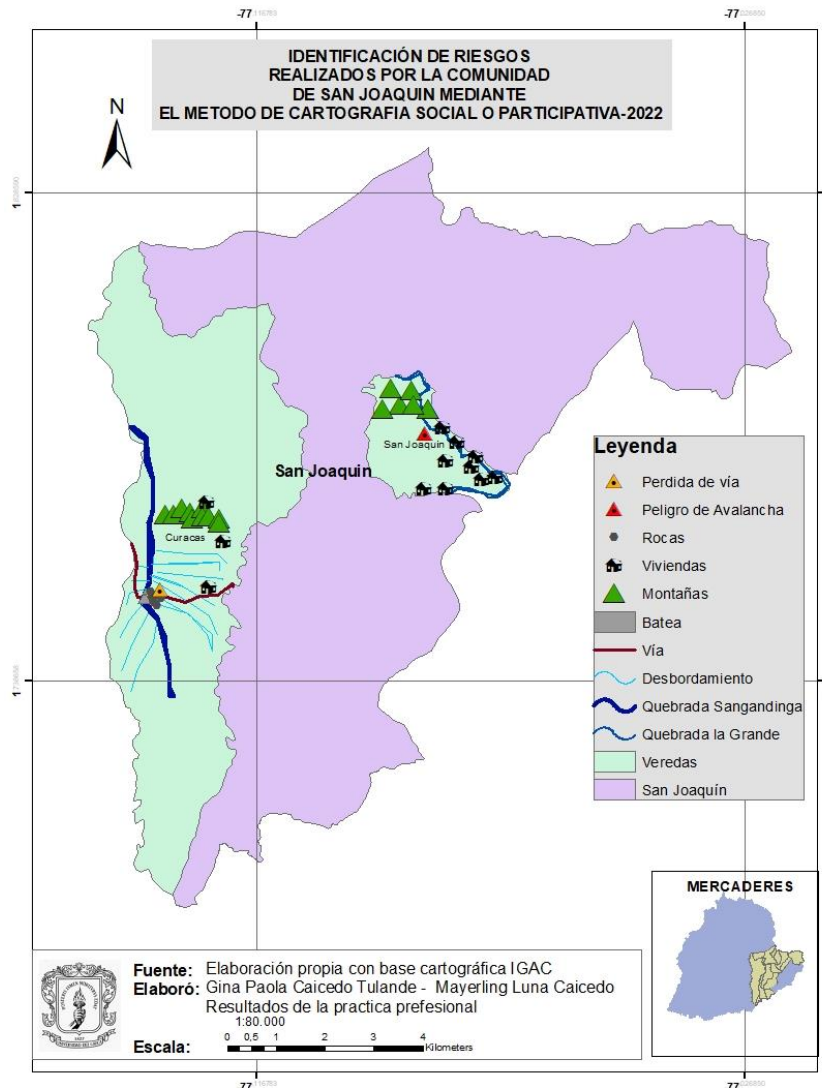 -77
IDENTIFICACIÓN DE RIESGOS
REALIZADOS POR LA COMUNIDAD
DE SAN JOAQUIN MEDIANTE
EL METODO DE CARTOGRAFIA SOCIAL O PARTICIPATIVA-2022
N
San Joaquin
San Joaquin
Curacas
Leyenda
Perdida de vía
Peligro de Avalancha
Rocas
Viviendas
Montañas
Batea
Vía
Desbordamiento
Quebrada Sangandinga
Quebrada la Grande
Veredas
San Joaquín
MERCADERES
Fuente: Elaboración propia con base cartográfica IGAC
Elaboró: Gina Paola Caicedo Tulande - Mayerling Luna Caicedo
Resultados de la practica prefesional
1:80.000
Escala: 0 0,5 1 2 3 4
Kilometers
-77